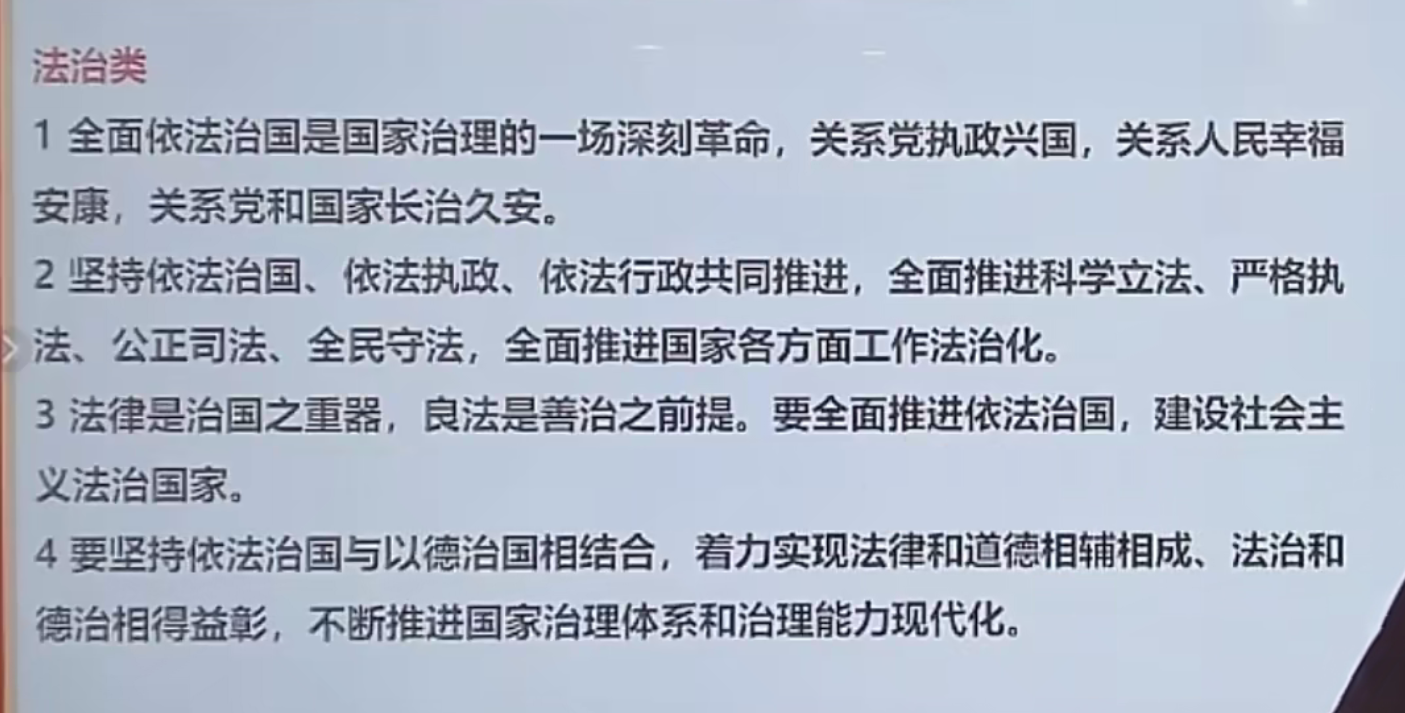 法治类
1 全面依法治国是国家治理的一场深刻革命，关系党执政兴国，关系人民幸福
安康，关系党和国家长治久安。
2 坚持依法治国、依法执政、依法行政共同推进，全面推进科学立法、严格执
法、公正司法、全民守法，全面推进国家各方面工作法治化。
3 法律是治国之重器，良法是善治之前提。要全面推进依法治国，建设社会主
义法治国家。
4 要坚持依法治国与以德治国相结合，着力实现法律和道德相辅相成、法治和
德治相得益彰，不断推进国家治理体系和治理能力现代化。